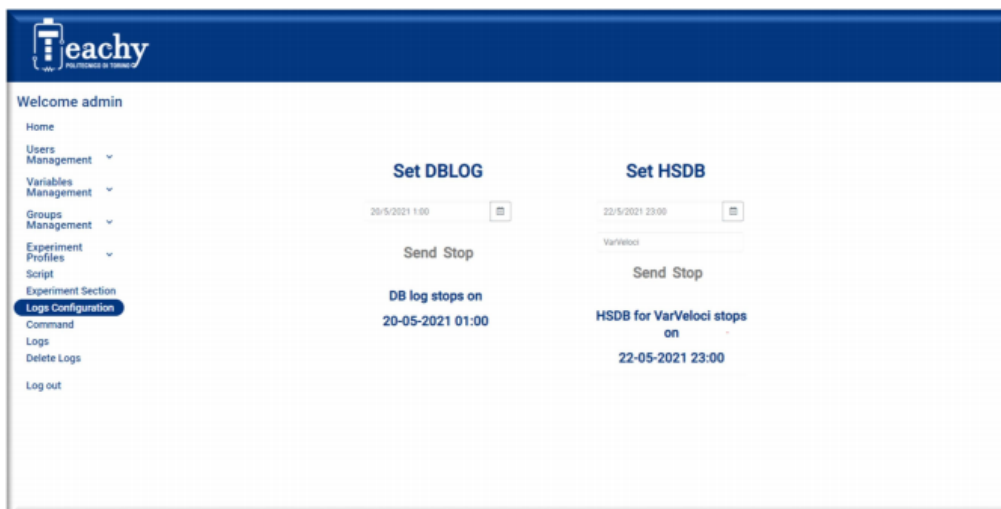 Teachy
POLITECNICO DI TORINO
Welcome admin
Home
Users
Management
Variables
Management
Groups
Management
Experiment
Profiles
Script
Experiment Section
Logs Configuration
Command
Logs
Delete Logs
Log out
Set DBLOG
20/5/2021 1:00
Send Stop
DB log stops on
20-05-2021 01:00
Set HSDB
22/5/2021 23:00
VarVeloci
Send Stop
HSDB for VarVeloci stops
on
22-05-2021 23:00